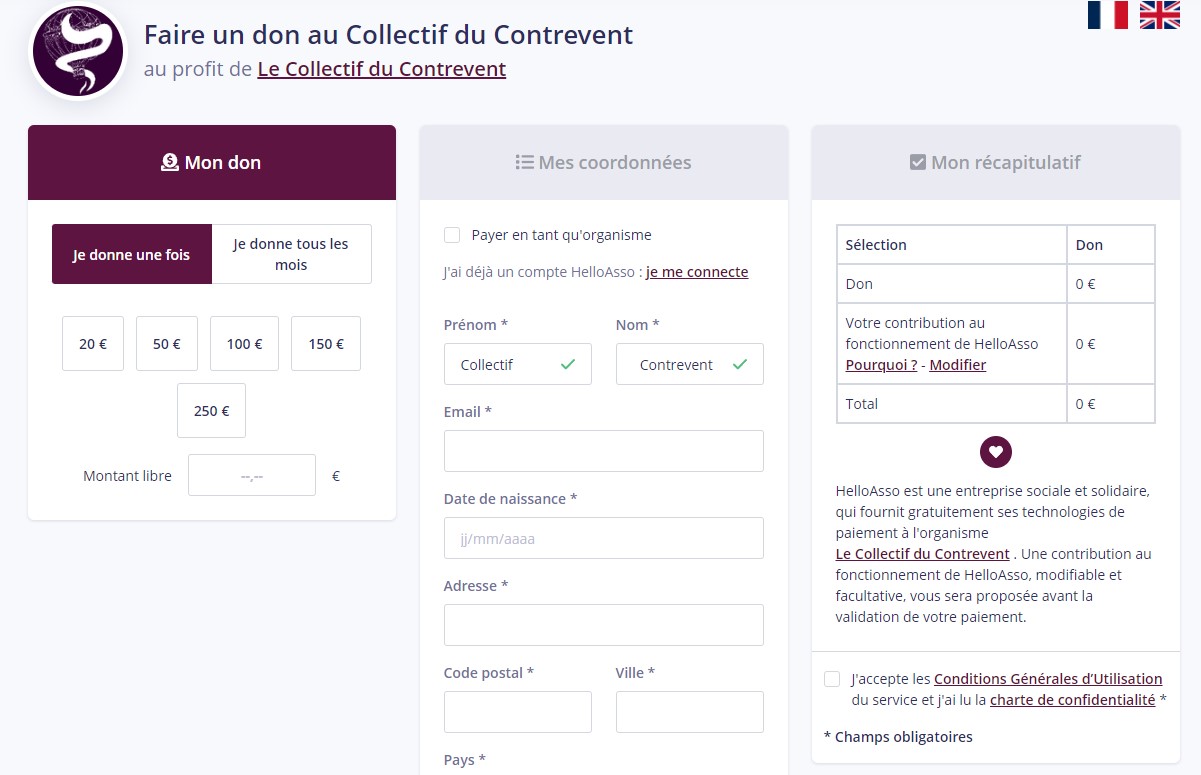 Faire un don au Collectif du Contrevent
au profit de Le Collectif du Contrevent
Mon don
Je donne une fois
Je donne tous les
mois
20 €
50 €
100 €
150 €
250 €
Montant libre
--,--
€
Mes coordonnées
Payer en tant qu'organisme
J'ai déjà un compte HelloAsso : je me connecte
Prénom *
Nom *
Collectif
Contrevent
Email *
Date de naissance *
jj/mm/aaaa
Adresse *
Code postal *
Ville *
Pays *
Mon récapitulatif
Sélection
Don
Don
0 €
Votre contribution au
fonctionnement de HelloAsso
Pourquoi ? - Modifier
0 €
Total
0 €
HelloAsso est une entreprise sociale et solidaire,
qui fournit gratuitement ses technologies de
paiement à l'organisme
Le Collectif du Contrevent . Une contribution au
fonctionnement de HelloAsso, modifiable et
facultative, vous sera proposée avant la
validation de votre paiement.
J'accepte les Conditions Générales d’Utilisation
du service et j'ai lu la charte de confidentialité *
* Champs obligatoires